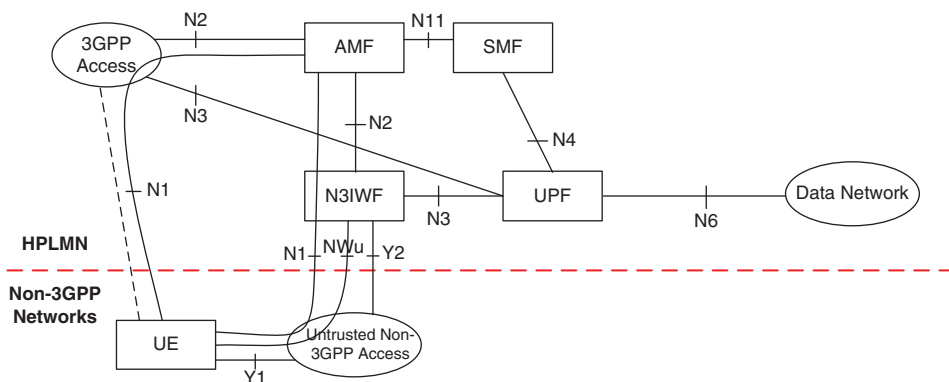 N2
N11
3GPP
Access
AMF
SMF
N3
N2
N4
N1
N3IWF
N3
UPF
N6
Data Network
HPLMN
N1
NWu
Y2
Non-3GPP
Networks
UE
Untrusted Non-
3GPP Access
Y1